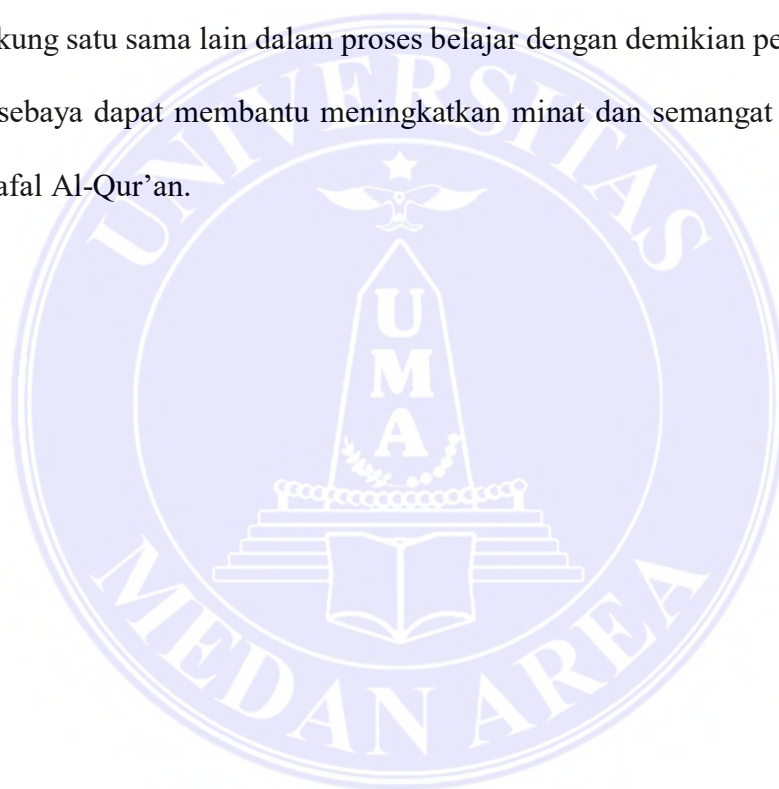 kung satu sama lain dalam proses belajar dengan demikian pe
sebaya dapat membantu meningkatkan minat dan semangat
afal Al-Qur’an.
UNIVERSITAS
UMA
MEDAN AREA